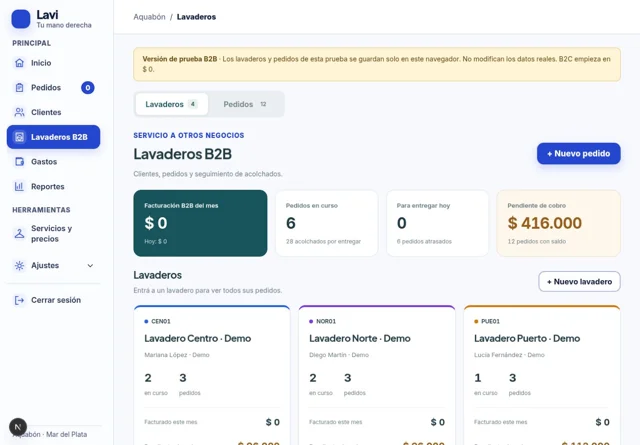 Lavi
Tu mano derecha
PRINCIPAL
Inicio
Pedidos 0
Clientes
Lavaderos B2B
Gastos
Reportes
HERRAMIENTAS
Servicios y
precios
Ajustes
Cerrar sesión
N
Aquabón · Mar del Plata
Aquabón / Lavaderos
Versión de prueba B2B · Los lavaderos y pedidos de esta prueba se guardan solo en este navegador. No modifican los datos reales. B2C empieza en
$ 0.
Lavaderos 4 Pedidos 12
SERVICIO A OTROS NEGOCIOS
Lavaderos B2B
Clientes, pedidos y seguimiento de acolchados.
+ Nuevo pedido
Facturación B2B del mes
$ 0
Hoy: $ 0
Pedidos en curso
6
28 acolchados por entregar
Para entregar hoy
0
6 pedidos atrasados
Pendiente de cobro
$ 416.000
12 pedidos con saldo
Lavaderos
Entrá a un lavadero para ver todos sus pedidos.
+ Nuevo lavadero
CEN01
Lavadero Centro · Demo
Mariana López · Demo
2 3
en curso pedidos
Facturado este mes $ 0
NOR01
Lavadero Norte · Demo
Diego Martín · Demo
2 3
en curso pedidos
Facturado este mes $ 0
PUE01
Lavadero Puerto · Demo
Lucía Fernández · Demo
1 3
en curso pedidos
Facturado este mes $ 0